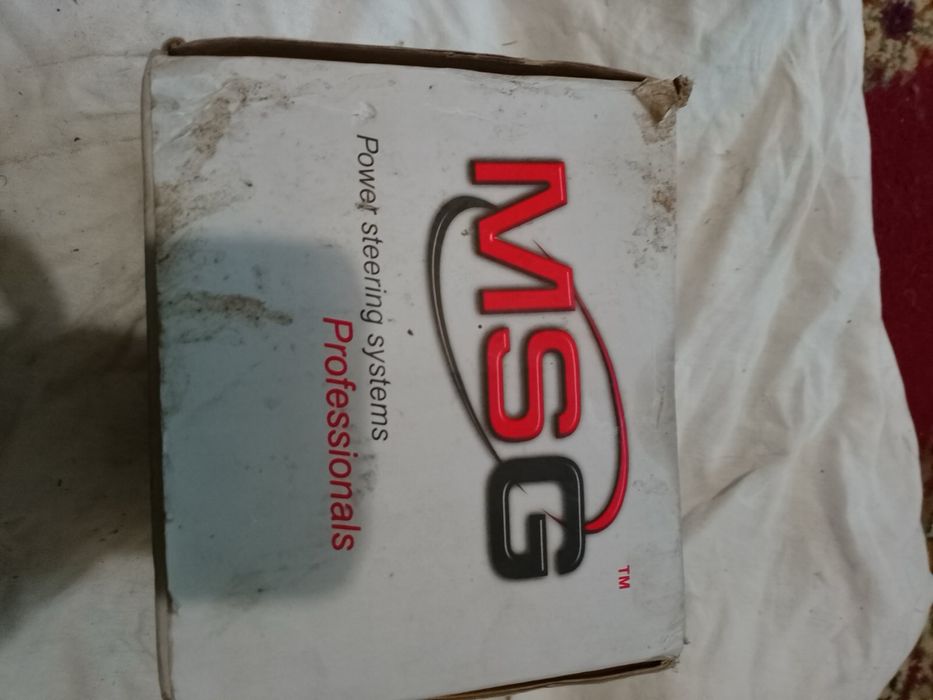 MSG
TM
Power steering systems
Professionals